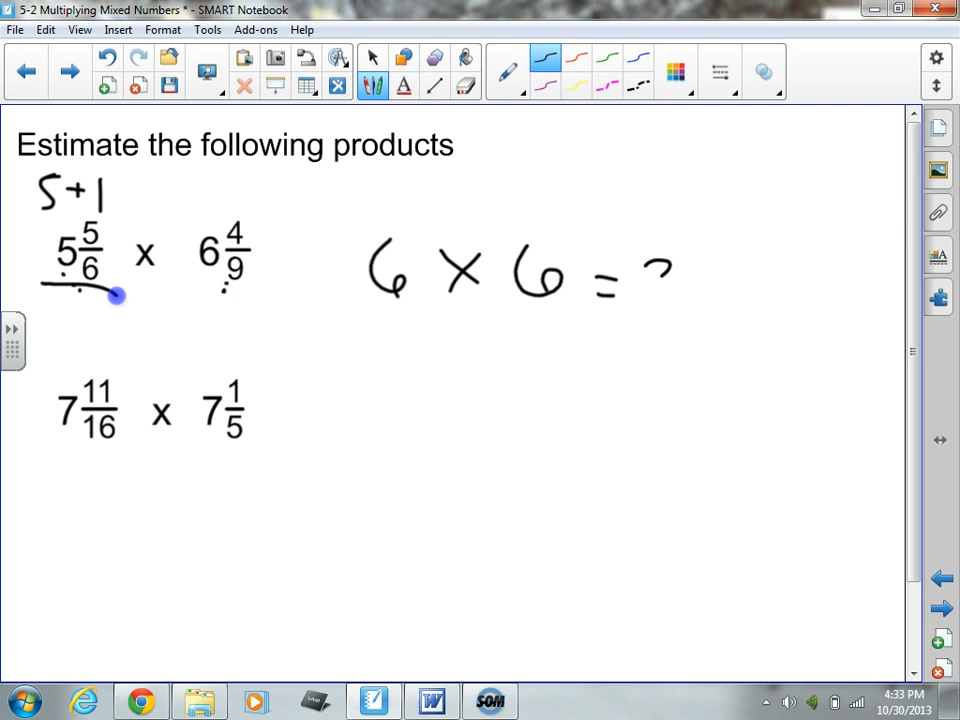 5-2 Multiplying Mixed Numbers * - SMART Notebook
File Edit View Insert Format Tools Add-ons Help
Estimate the following products
5+1
5 5/6 x 6 4/9 6 × 6 =
7 11/16 x 7 1/5
4:33 PM
10/30/2013
SOM